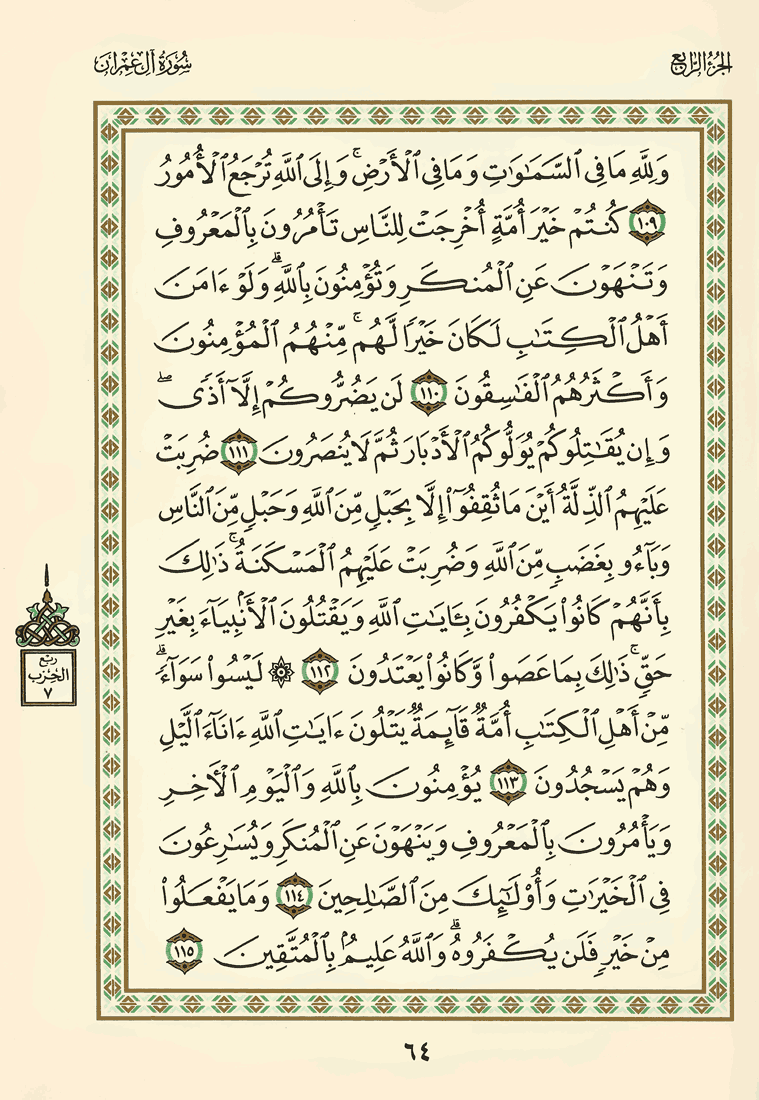 الجزء الرابع
سورة آل عمران
وَلِلَّهِ مَا فِى ٱلسَّمَٰوَٰتِ وَمَا فِى ٱلْأَرْضِ ۚ وَإِلَى ٱللَّهِ تُرْجَعُ ٱلْأُمُورُ
١٠٩ كُنتُمْ خَيْرَ أُمَّةٍ أُخْرِجَتْ لِلنَّاسِ تَأْمُرُونَ بِٱلْمَعْرُوفِ
وَتَنْهَوْنَ عَنِ ٱلْمُنكَرِ وَتُؤْمِنُونَ بِٱللَّهِ ۗ وَلَوْ ءَامَنَ
أَهْلُ ٱلْكِتَٰبِ لَكَانَ خَيْرًا لَّهُم ۚ مِّنْهُمُ ٱلْمُؤْمِنُونَ
وَأَكْثَرُهُمُ ٱلْفَٰسِقُونَ ١١٠ لَن يَضُرُّوكُمْ إِلَّآ أَذًى ۖ
وَإِن يُقَٰتِلُوكُمْ يُوَلُّوكُمُ ٱلْأَدْبَارَ ثُمَّ لَا يُنصَرُونَ ١١١ ضُرِبَتْ
عَلَيْهِمُ ٱلذِّلَّةُ أَيْنَ مَا ثُقِفُوٓا۟ إِلَّا بِحَبْلٍ مِّنَ ٱللَّهِ وَحَبْلٍ مِّنَ ٱلنَّاسِ
وَبَآءُو بِغَضَبٍ مِّنَ ٱللَّهِ وَضُرِبَتْ عَلَيْهِمُ ٱلْمَسْكَنَةُ ۚ ذَٰلِكَ
بِأَنَّهُمْ كَانُوا۟ يَكْفُرُونَ بِـَٔايَٰتِ ٱللَّهِ وَيَقْتُلُونَ ٱلْأَنۢبِيَآءَ بِغَيْرِ
حَقٍّ ۚ ذَٰلِكَ بِمَا عَصَوا۟ وَّكَانُوا۟ يَعْتَدُونَ ١١٢ ۞ لَيْسُوا۟ سَوَآءً ۗ
مِّنْ أَهْلِ ٱلْكِتَٰبِ أُمَّةٌ قَآئِمَةٌ يَتْلُونَ ءَايَٰتِ ٱللَّهِ ءَانَآءَ ٱلَّيْلِ
وَهُمْ يَسْجُدُونَ ١١٣ يُؤْمِنُونَ بِٱللَّهِ وَٱلْيَوْمِ ٱلْءَاخِرِ
وَيَأْمُرُونَ بِٱلْمَعْرُوفِ وَيَنْهَوْنَ عَنِ ٱلْمُنكَرِ وَيُسَٰرِعُونَ
فِى ٱلْخَيْرَٰتِ وَأُو۟لَٰٓئِكَ مِنَ ٱلصَّٰلِحِينَ ١١٤ وَمَا يَفْعَلُوا۟
مِنْ خَيْرٍ فَلَن يُكْفَرُوهُ ۗ وَٱللَّهُ عَلِيمٌۢ بِٱلْمُتَّقِينَ ١١٥
ربع
الحزب
٧
٦٤